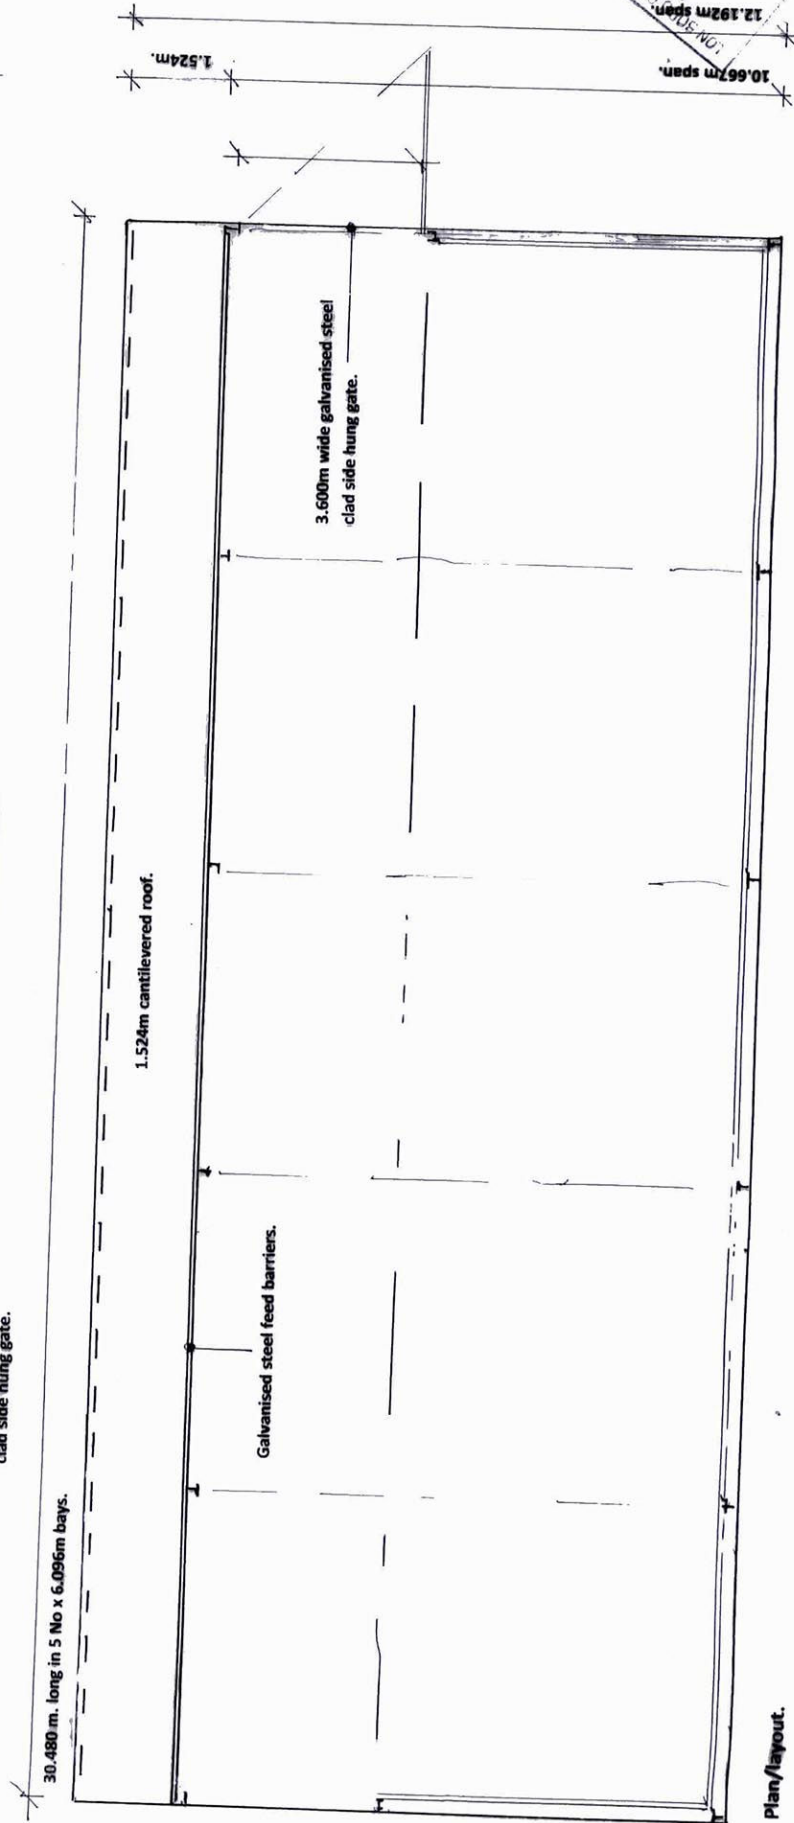 clad side hung gate.
30.480 m. long in 5 No x 6.096m bays.
1.524m cantilevered roof.
Galvanised steel feed barriers.
3.600m wide galvanised steel
clad side hung gate.
1.524m.
10.667m span.
12.192m span.
Plan/layout.